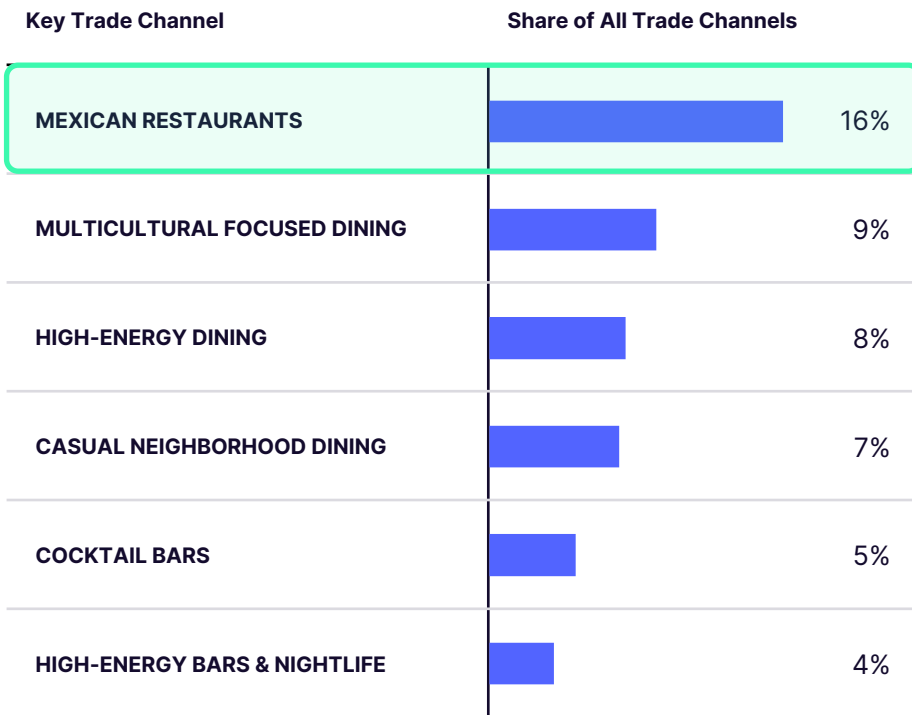 Key Trade Channel Share of All Trade Channels
MEXICAN RESTAURANTS 16%
MULTICULTURAL FOCUSED DINING 9%
HIGH-ENERGY DINING 8%
CASUAL NEIGHBORHOOD DINING 7%
COCKTAIL BARS 5%
HIGH-ENERGY BARS & NIGHTLIFE 4%